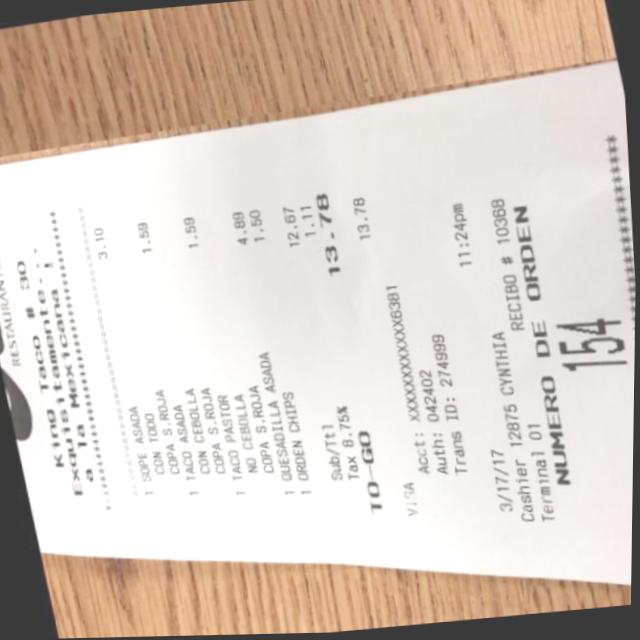 RESTAURAN
King Taco # 30
Exquisitamente...
a la Mexicana !
1 SOPE ASADA 3.10
CON TODO
COPA S.ROJA
1 TACO ASADA 1.59
CON CEBOLLA
COPA S.ROJA
1 TACO PASTOR 1.59
NO CEBOLLA
COPA S.ROJA
1 QUESADILLA ASADA 4.89
1 ORDEN CHIPS 1.50
Sub/Ttl 12.67
Tax 8.75% 1.11
TO-GO 13.78
VISA 13.78
Acct: XXXXXXXXXXXX6381
Auth: 042402
Trans ID: 274999
3/17/17 11:24pm
Cashier 12875 CYNTHIA
Terminal 01 RECIBO # 10368
NUMERO DE ORDEN
154